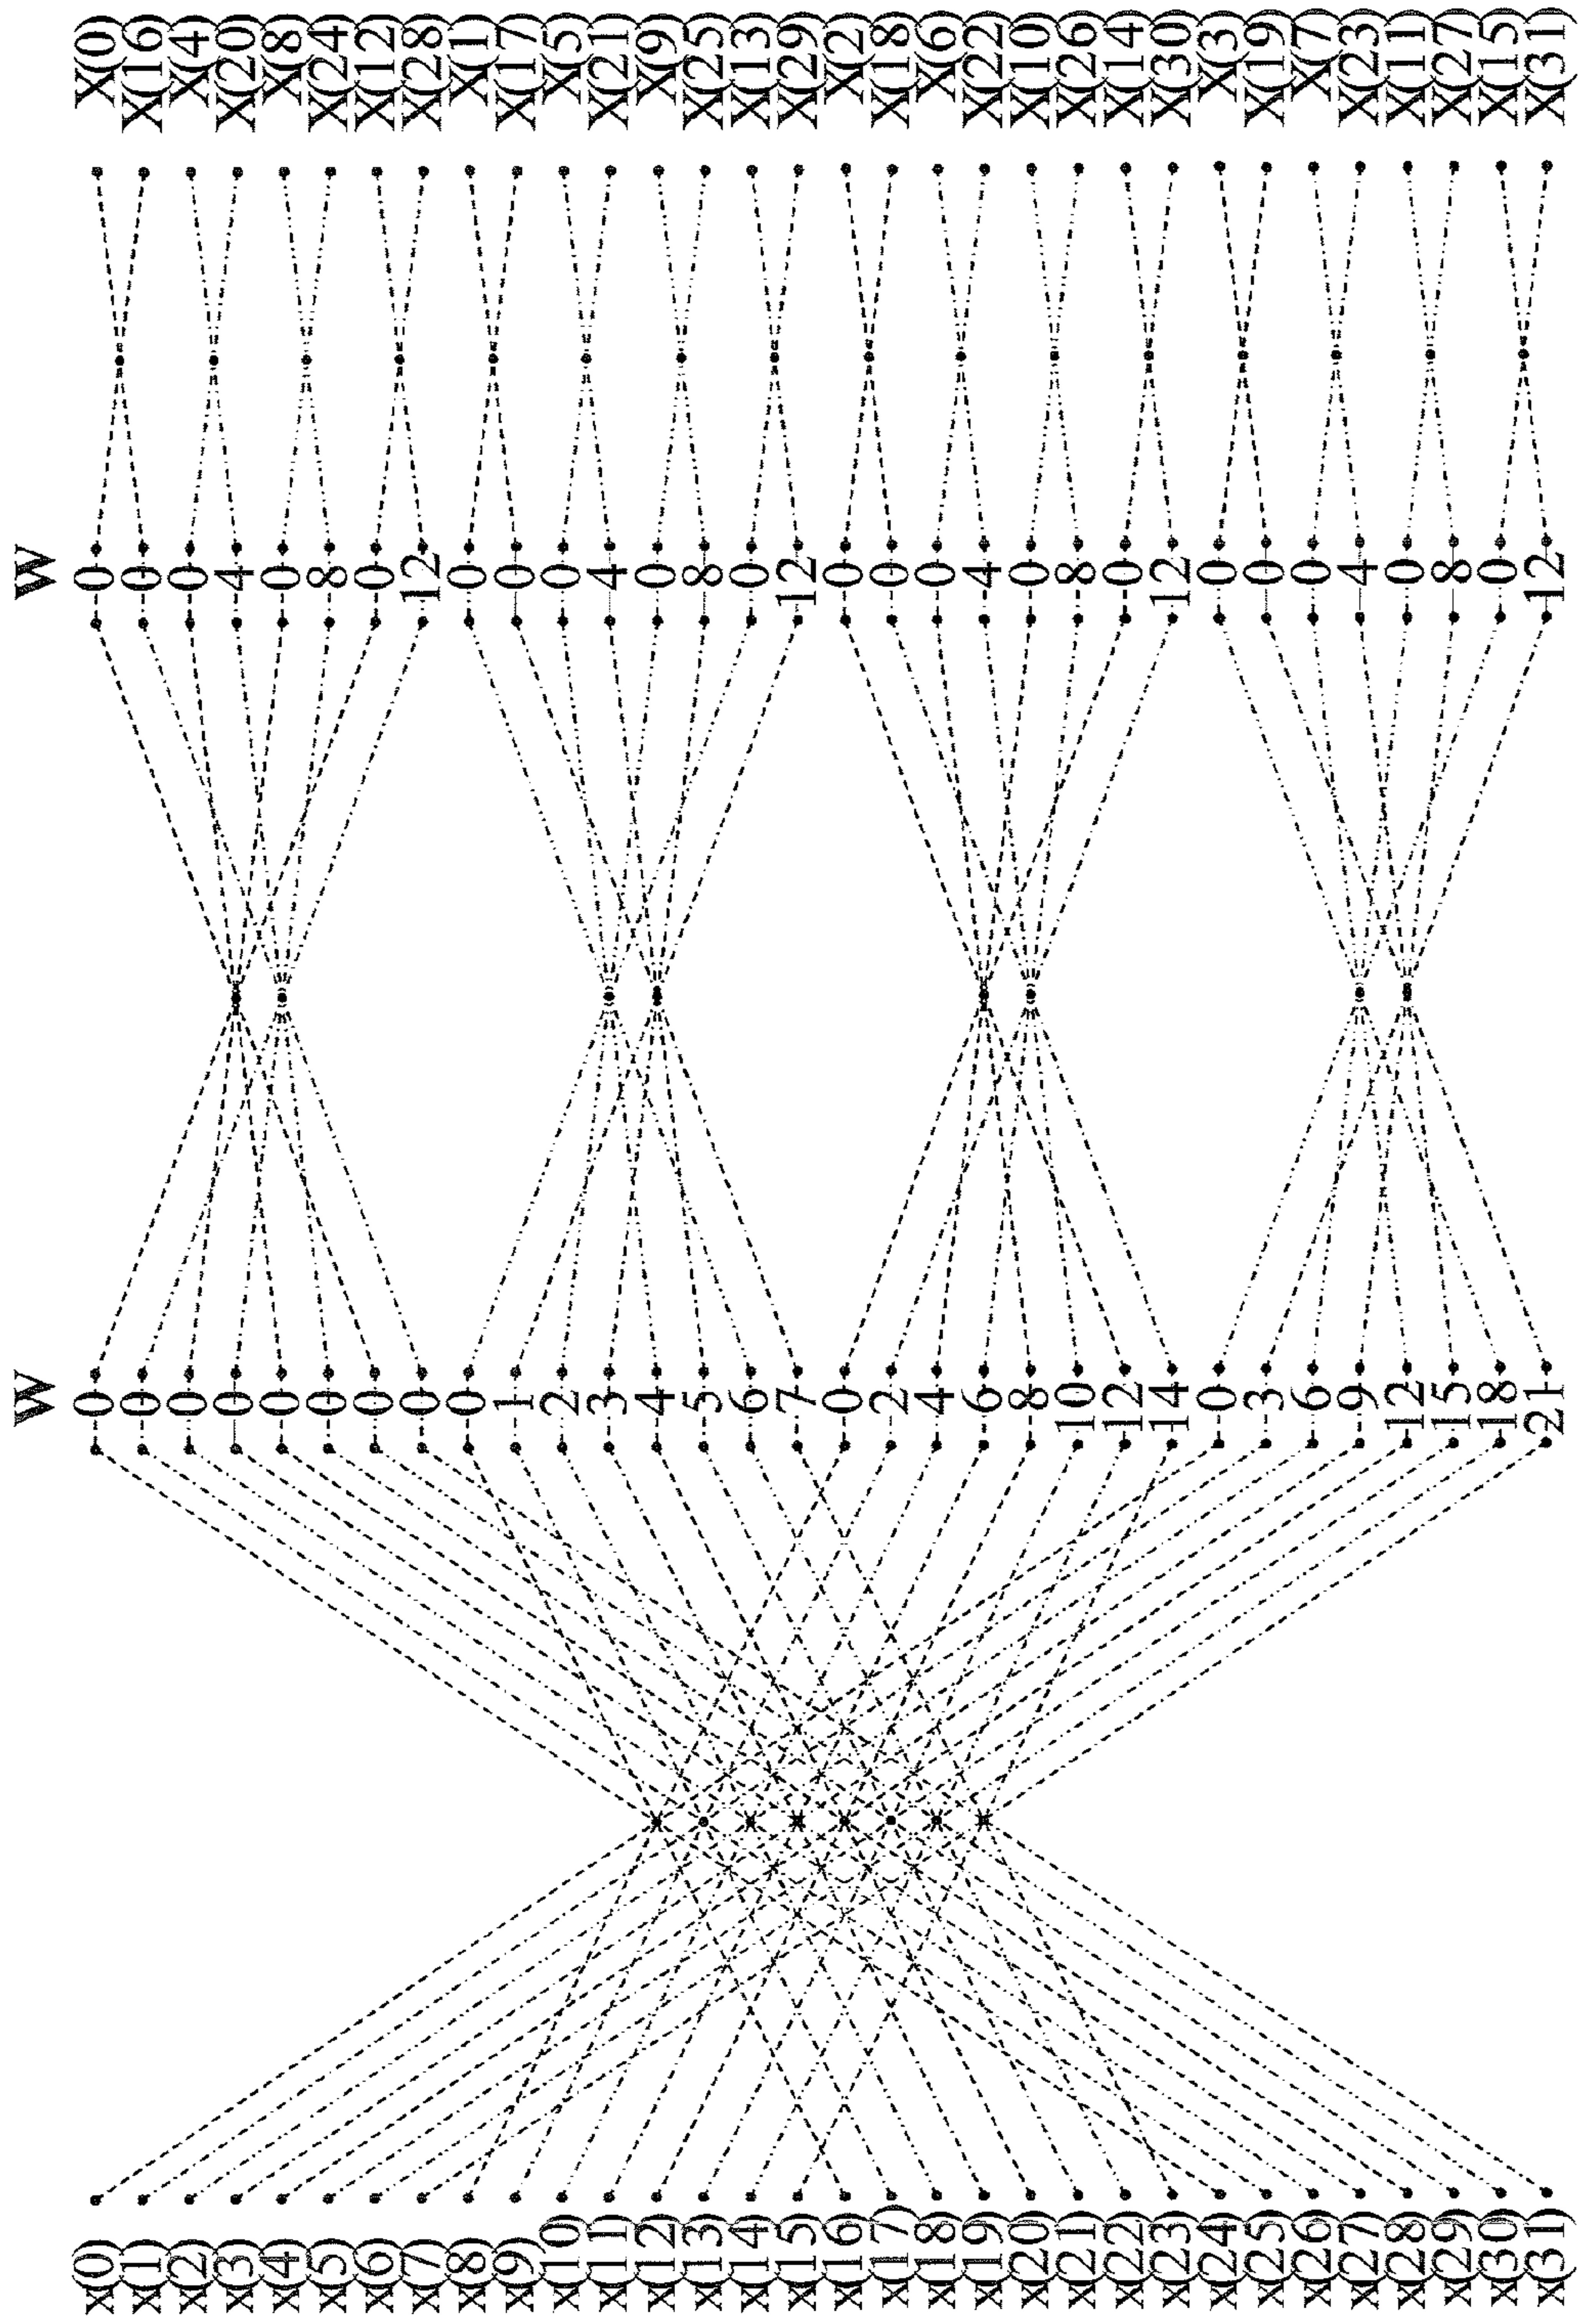 W W
x(0) 0 0 X(0)
x(1) 0 0 X(16)
x(2) 0 0 X(4)
x(3) 0 4 X(20)
x(4) 0 0 X(8)
x(5) 0 8 X(24)
x(6) 0 0 X(12)
x(7) 0 12 X(28)
x(8) 0 0 X(1)
x(9) 1 0 X(17)
x(10) 2 0 X(5)
x(11) 3 4 X(21)
x(12) 4 0 X(9)
x(13) 5 8 X(25)
x(14) 6 0 X(13)
x(15) 7 12 X(29)
x(16) 0 0 X(2)
x(17) 2 0 X(18)
x(18) 4 0 X(6)
x(19) 6 4 X(22)
x(20) 8 0 X(10)
x(21) 10 8 X(26)
x(22) 12 0 X(14)
x(23) 14 12 X(30)
x(24) 0 0 X(3)
x(25) 3 0 X(19)
x(26) 6 0 X(7)
x(27) 9 4 X(23)
x(28) 12 0 X(11)
x(29) 15 8 X(27)
x(30) 18 0 X(15)
x(31) 21 12 X(31)